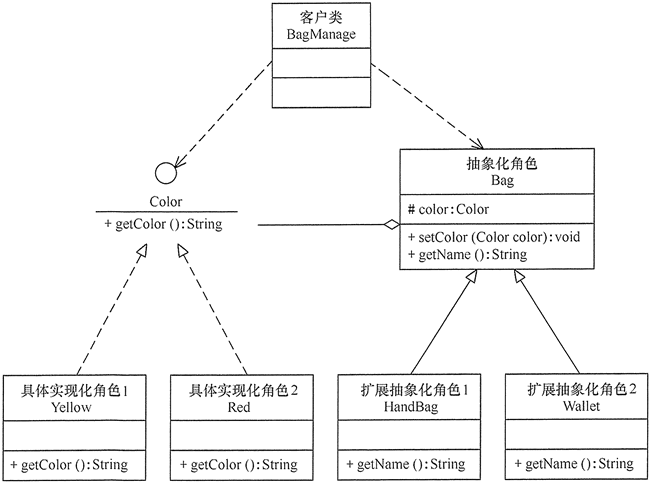 客户类
BagManage
Color
+ getColor ():String
抽象化角色
Bag
# color:Color
+ setColor (Color color):void
+ getName ():String
具体实现化角色1
Yellow
+ getColor ():String
具体实现化角色2
Red
+ getColor ():String
扩展抽象化角色1
HandBag
+ getName ():String
扩展抽象化角色2
Wallet
+ getName ():String